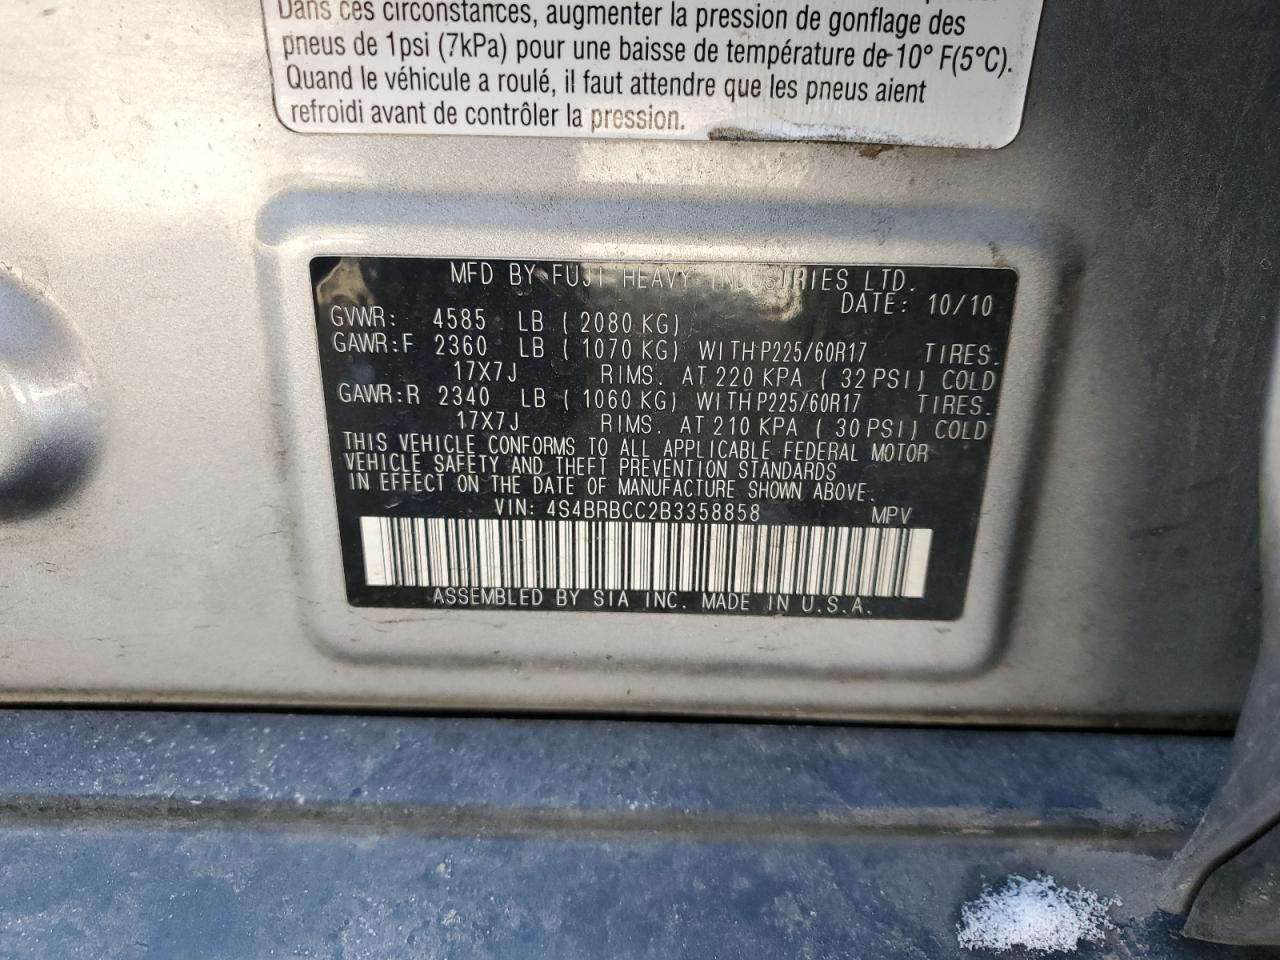 Dans ces circonstances, augmenter la pression de gonflage des
pneus de 1psi (7kPa) pour une baisse de température de 10° F(5°C).
Quand le véhicule a roulé, il faut attendre que les pneus aient
refroidi avant de contrôler la pression.
MFD BY FUJI HEAVY INDUSTRIES LTD.
DATE: 10/10
GVWR: 4585 LB ( 2080 KG)
GAWR:F 2360 LB ( 1070 KG) WITH P225/60R17 TIRES.
17X7J RIMS. AT 220 KPA ( 32 PSI) COLD
GAWR:R 2340 LB ( 1060 KG) WITH P225/60R17 TIRES.
17X7J RIMS. AT 210 KPA ( 30 PSI) COLD
THIS VEHICLE CONFORMS TO ALL APPLICABLE FEDERAL MOTOR
VEHICLE SAFETY AND THEFT PREVENTION STANDARDS
IN EFFECT ON THE DATE OF MANUFACTURE SHOWN ABOVE.
VIN: 4S4BRBCC2B3358858 MPV
ASSEMBLED BY SIA INC. MADE IN U.S.A.